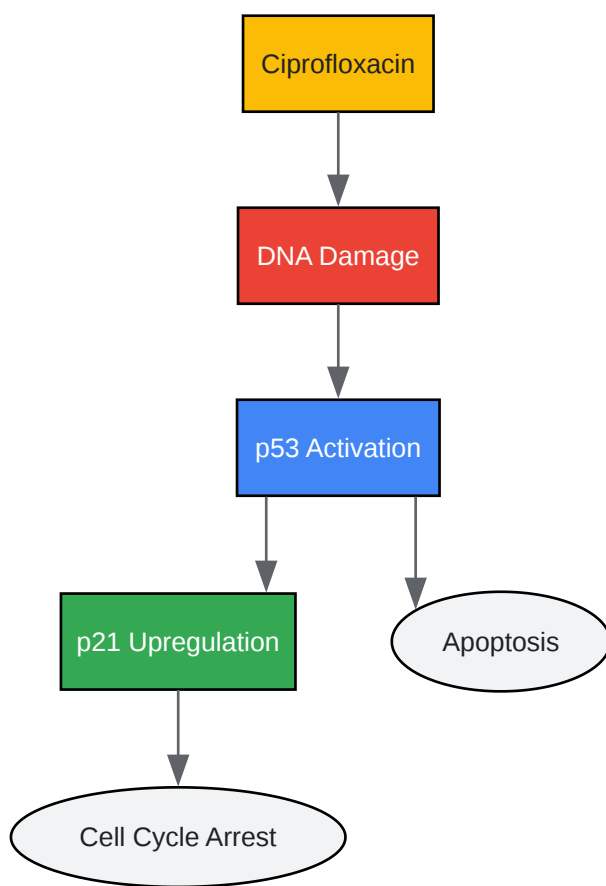 Ciprofloxacin
DNA Damage
p53 Activation
p21 Upregulation
Apoptosis
Cell Cycle Arrest